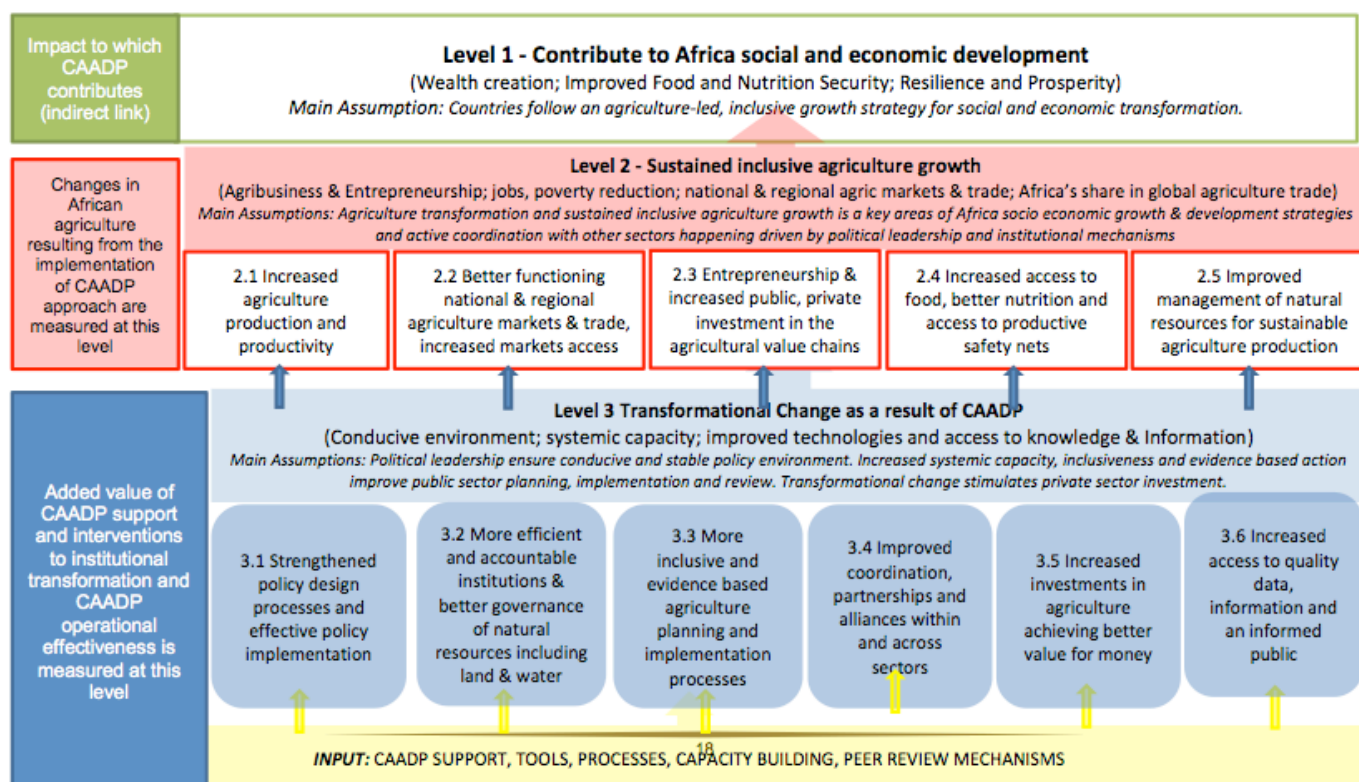 Impact to which
CAADP
contributes
(indirect link)
Level 1 - Contribute to Africa social and economic development
(Wealth creation; Improved Food and Nutrition Security; Resilience and Prosperity)
Main Assumption: Countries follow an agriculture-led, inclusive growth strategy for social and economic transformation.
Changes in
African
agriculture
resulting from the
implementation
of CAADP
approach are
measured at this
level
Level 2 - Sustained inclusive agriculture growth
(Agribusiness & Entrepreneurship; jobs, poverty reduction; national & regional agric markets & trade; Africa's share in global agriculture trade)
Main Assumptions: Agriculture transformation and sustained inclusive agriculture growth is a key areas of Africa socio economic growth & development strategies
and active coordination with other sectors happening driven by political leadership and institutional mechanisms
2.1 Increased
agriculture
production and
productivity
2.2 Better functioning
national & regional
agriculture markets & trade,
increased markets access
2.3 Entrepreneurship &
increased public, private
investment in the
agricultural value chains
2.4 Increased access to
food, better nutrition and
access to productive
safety nets
2.5 Improved
management of natural
resources for sustainable
agriculture production
Added value of
CAADP support
and interventions
to institutional
transformation and
CAADP
operational
effectiveness is
measured at this
level
Level 3 Transformational Change as a result of CAADP
(Conducive environment; systemic capacity; improved technologies and access to knowledge & Information)
Main Assumptions: Political leadership ensure conducive and stable policy environment. Increased systemic capacity, inclusiveness and evidence based action
improve public sector planning, implementation and review. Transformational change stimulates private sector investment.
3.1 Strengthened
policy design
processes and
effective policy
implementation
3.2 More efficient
and accountable
institutions &
better governance
of natural
resources including
land & water
3.3 More
inclusive and
evidence based
agriculture
planning and
implementation
processes
3.4 Improved
coordination,
partnerships and
alliances within
and across
sectors
3.5 Increased
investments in
agriculture
achieving better
value for money
3.6 Increased
access to quality
data,
information and
an informed
public
18
INPUT: CAADP SUPPORT, TOOLS, PROCESSES, CAPACITY BUILDING, PEER REVIEW MECHANISMS